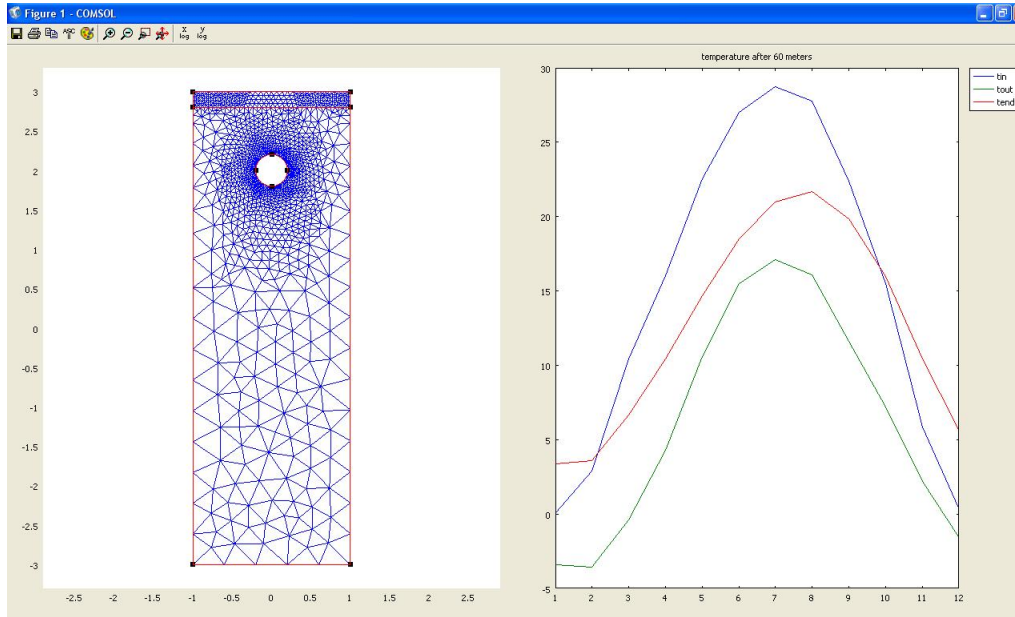 Figure 1 - COMSOL
ASC
x log
y log
3
2.5
2
1.5
1
0.5
0
-0.5
-1
-1.5
-2
-2.5
-3
-2.5 -2 -1.5 -1 -0.5 0 0.5 1 1.5 2 2.5
temperature after 60 meters
30
25
20
15
10
5
0
-5
1 2 3 4 5 6 7 8 9 10 11 12
tin
tout
tend